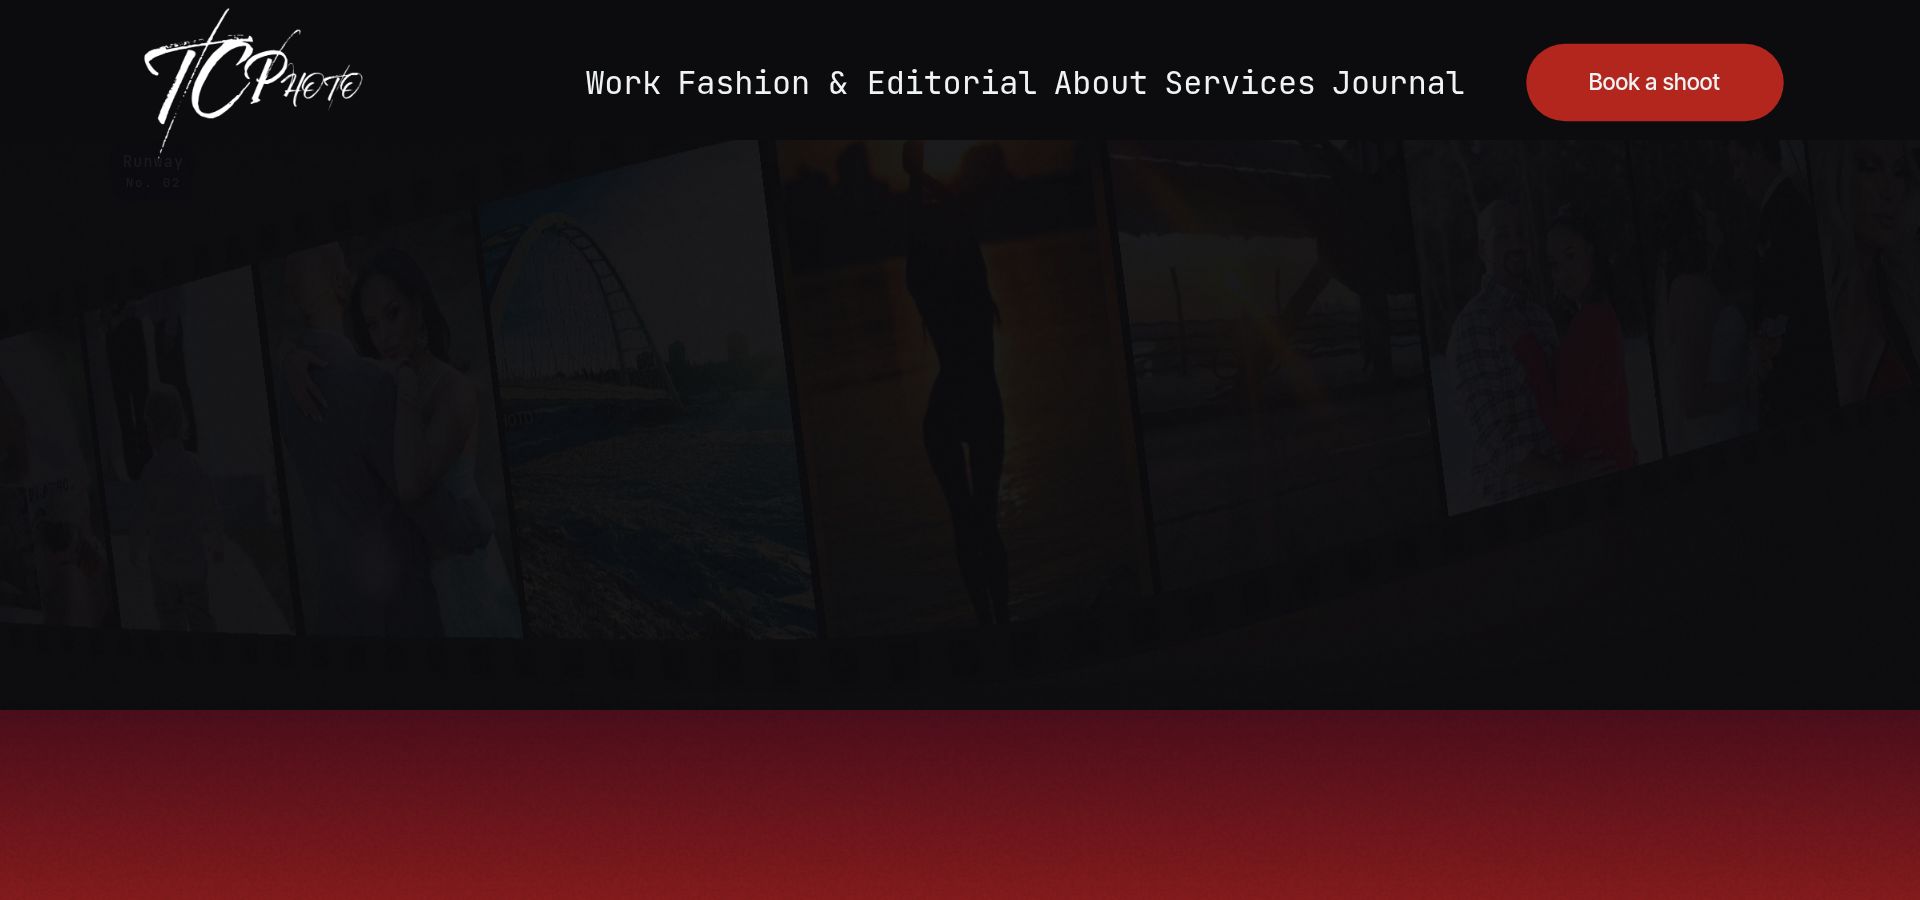 TCPHOTO
Work Fashion & Editorial About Services Journal
Book a shoot
Runway
No. 02